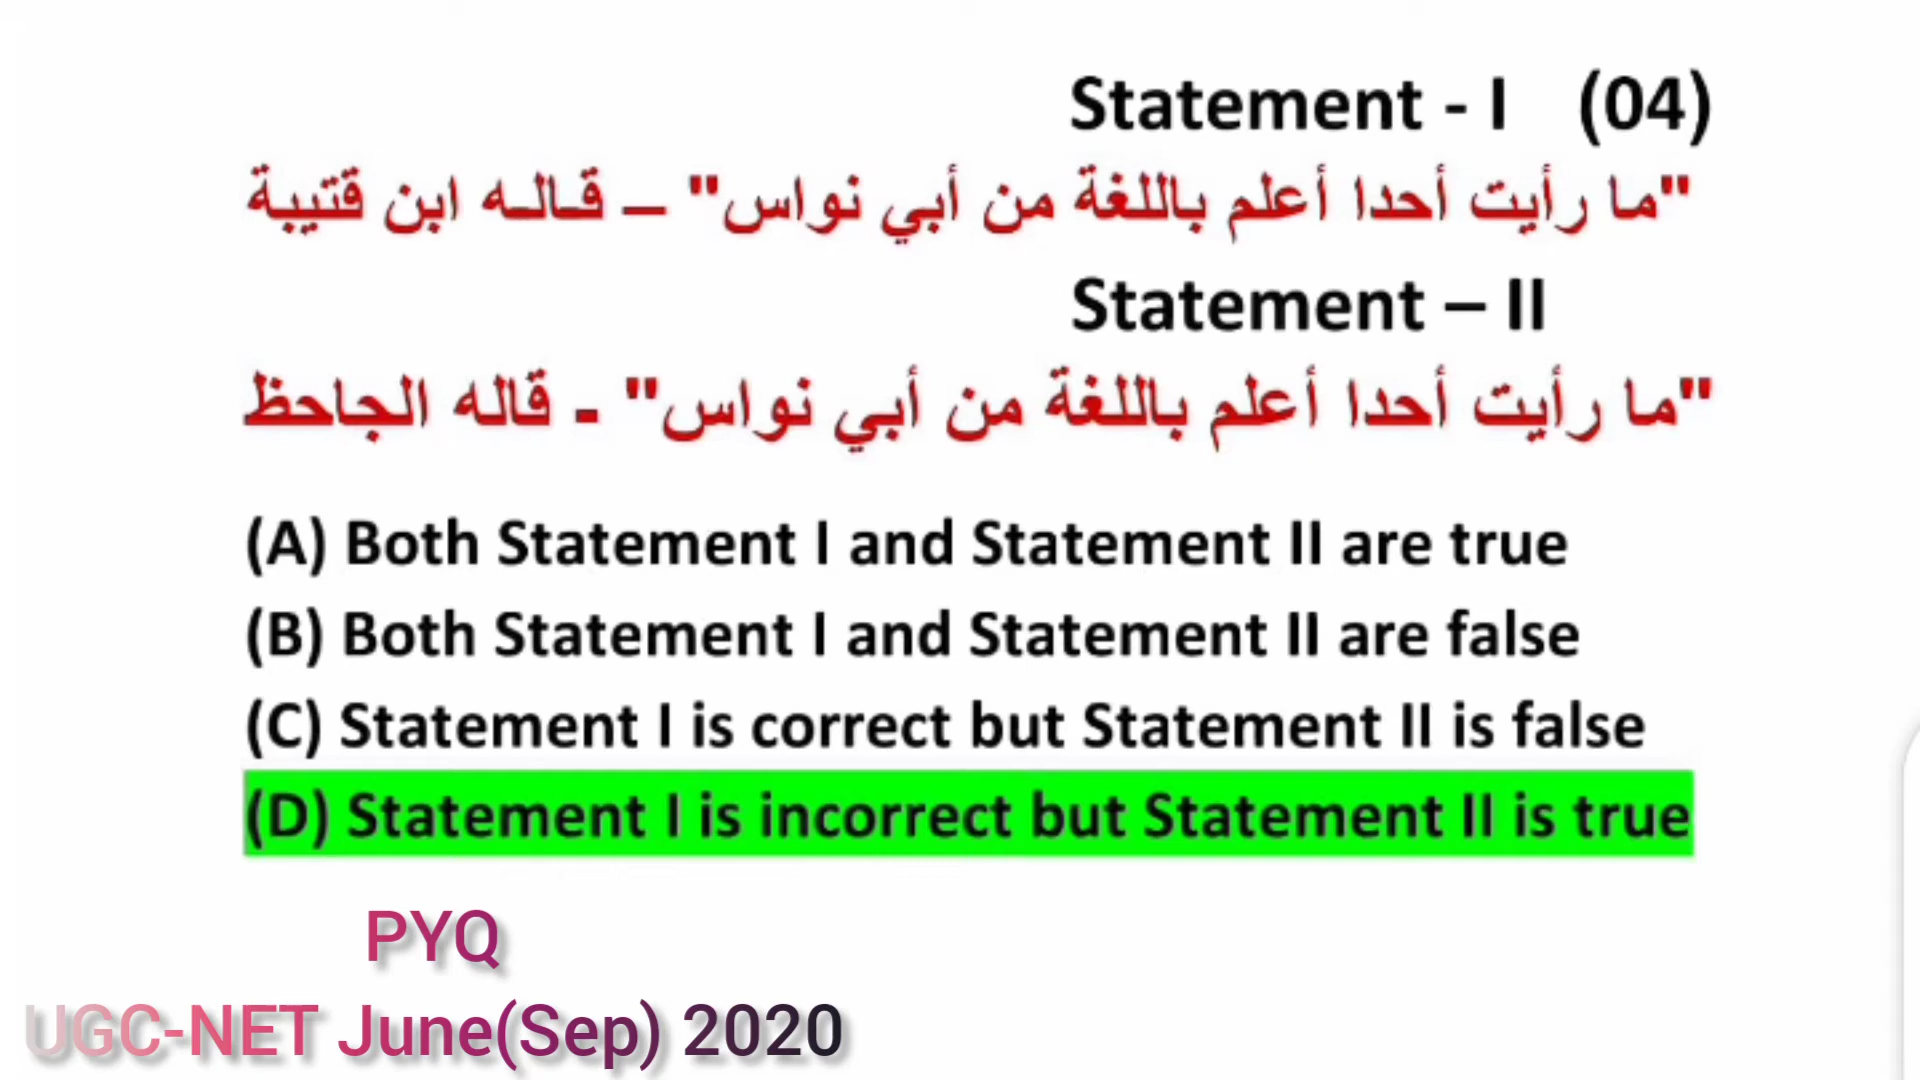 Statement - I (04)
"ما رأيت أحدا أعلم باللغة من أبي نواس" – قالـه ابن قتيبة
Statement – II
"ما رأيت أحدا أعلم باللغة من أبي نواس" - قاله الجاحظ
(A) Both Statement I and Statement II are true
(B) Both Statement I and Statement II are false
(C) Statement I is correct but Statement II is false
(D) Statement I is incorrect but Statement II is true
PYQ
UGC-NET June(Sep) 2020